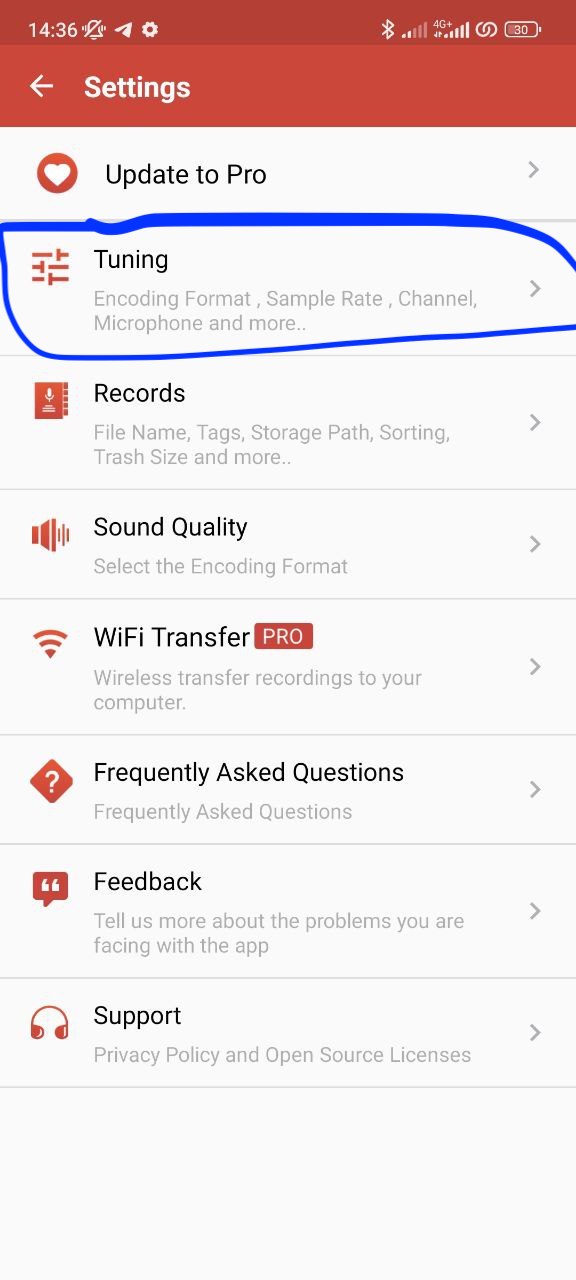 14:36 4G+ 30
Settings
Update to Pro
Tuning
Encoding Format , Sample Rate , Channel,
Microphone and more..
Records
File Name, Tags, Storage Path, Sorting,
Trash Size and more..
Sound Quality
Select the Encoding Format
WiFi Transfer PRO
Wireless transfer recordings to your
computer.
Frequently Asked Questions
Frequently Asked Questions
Feedback
Tell us more about the problems you are
facing with the app
Support
Privacy Policy and Open Source Licenses